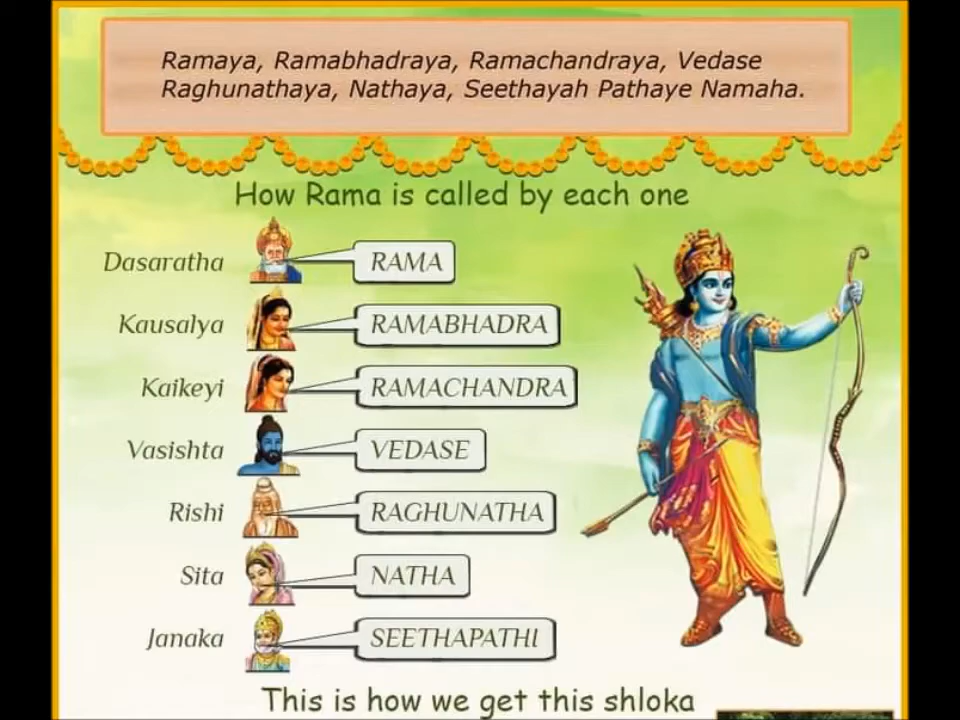 Ramaya, Ramabhadraya, Ramachandraya, Vedase
Raghunathaya, Nathaya, Seethayah Pathaye Namaha.
How Rama is called by each one
Dasaratha RAMA
Kausalya RAMABHADRA
Kaikeyi RAMACHANDRA
Vasishta VEDASE
Rishi RAGHUNATHA
Sita NATHA
Janaka SEETHAPATHI
This is how we get this shloka